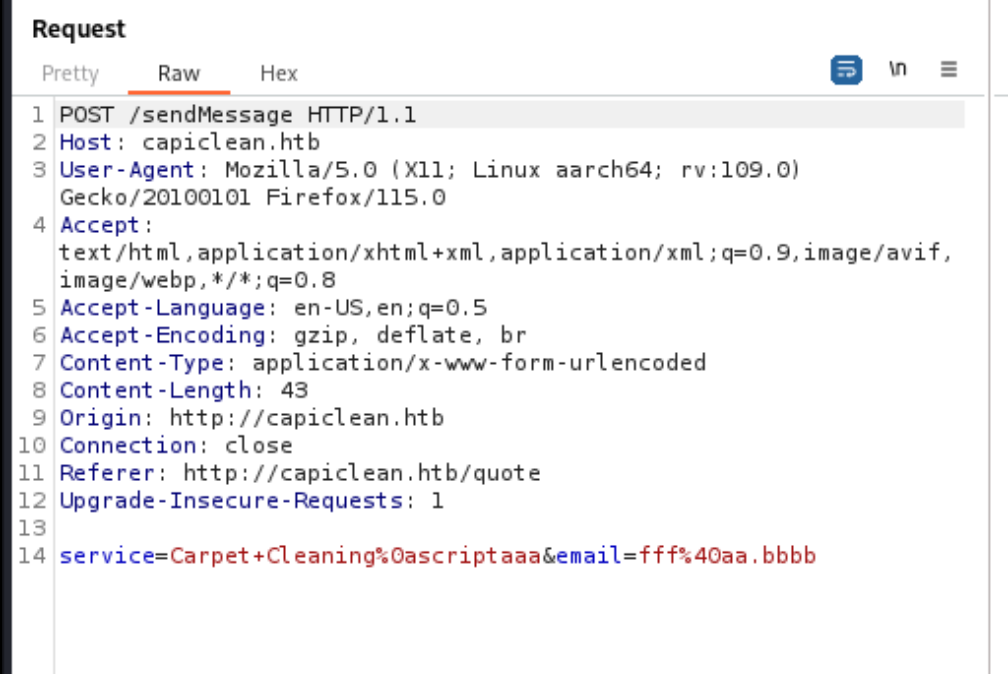 Request
Pretty Raw Hex \n
1 POST /sendMessage HTTP/1.1
2 Host: capiclean.htb
3 User-Agent: Mozilla/5.0 (X11; Linux aarch64; rv:109.0)
Gecko/20100101 Firefox/115.0
4 Accept:
text/html,application/xhtml+xml,application/xml;q=0.9,image/avif,
image/webp,*/*;q=0.8
5 Accept-Language: en-US,en;q=0.5
6 Accept-Encoding: gzip, deflate, br
7 Content-Type: application/x-www-form-urlencoded
8 Content-Length: 43
9 Origin: http://capiclean.htb
10 Connection: close
11 Referer: http://capiclean.htb/quote
12 Upgrade-Insecure-Requests: 1
13
14 service=Carpet+Cleaning%0ascriptaaa&email=fff%40aa.bbbb